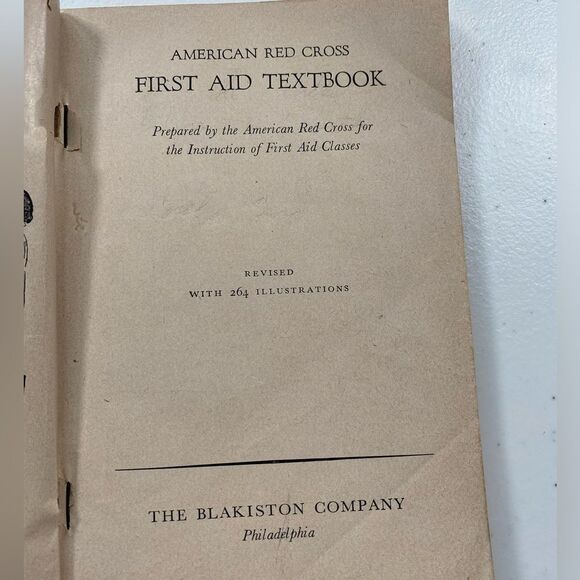 AMERICAN RED CROSS
FIRST AID TEXTBOOK
Prepared by the American Red Cross for
the Instruction of First Aid Classes
REVISED
WITH 264 ILLUSTRATIONS
THE BLAKISTON COMPANY
Philadelphia